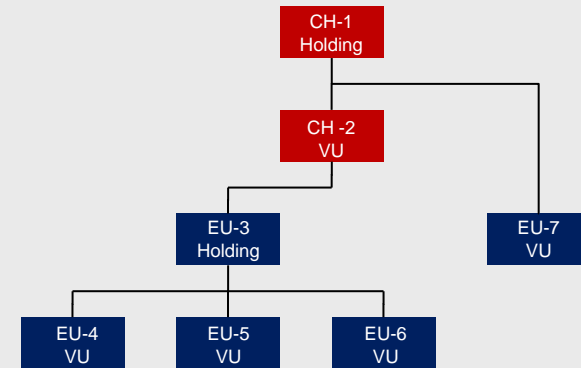 CH-1
Holding
CH -2
VU
EU-3
Holding
EU-7
VU
EU-4
VU
EU-5
VU
EU-6
VU